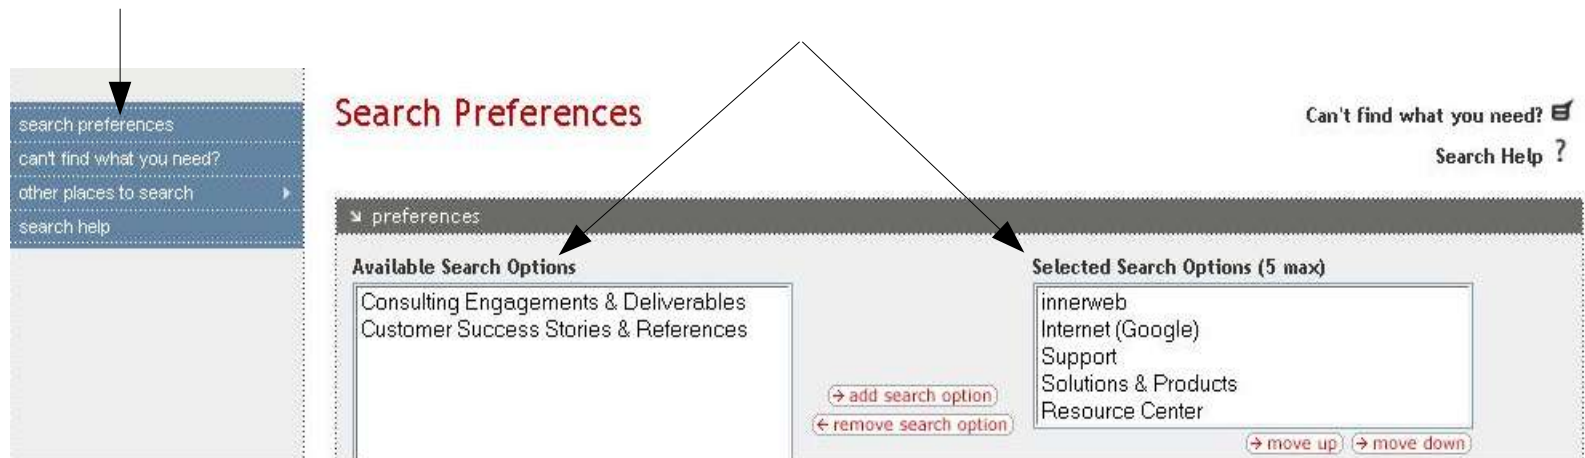 search preferences
can't find what you need?
other places to search
search help
Search Preferences
Can't find what you need?
Search Help ?
preferences
Available Search Options
Consulting Engagements & Deliverables
Customer Success Stories & References
add search option
remove search option
Selected Search Options (5 max)
innerweb
Internet (Google)
Support
Solutions & Products
Resource Center
move up
move down